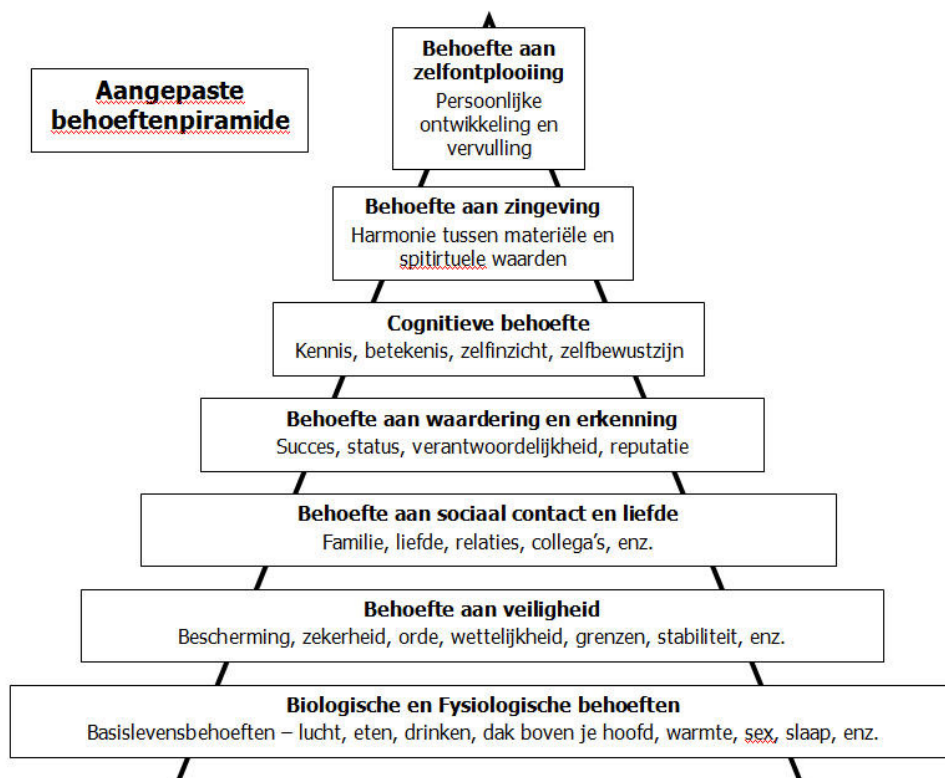 Behoefte aan
zelfontplooiing
Persoonlijke
ontwikkeling en
vervulling
Aangepaste
behoeftenpiramide
Behoefte aan zingeving
Harmonie tussen materiële en
spitirtuele waarden
Cognitieve behoefte
Kennis, betekenis, zelfinzicht, zelfbewustzijn
Behoefte aan waardering en erkenning
Succes, status, verantwoordelijkheid, reputatie
Behoefte aan sociaal contact en liefde
Familie, liefde, relaties, collega's, enz.
Behoefte aan veiligheid
Bescherming, zekerheid, orde, wettelijkheid, grenzen, stabiliteit, enz.
Biologische en Fysiologische behoeften
Basislevensbehoeften – lucht, eten, drinken, dak boven je hoofd, warmte, sex, slaap, enz.